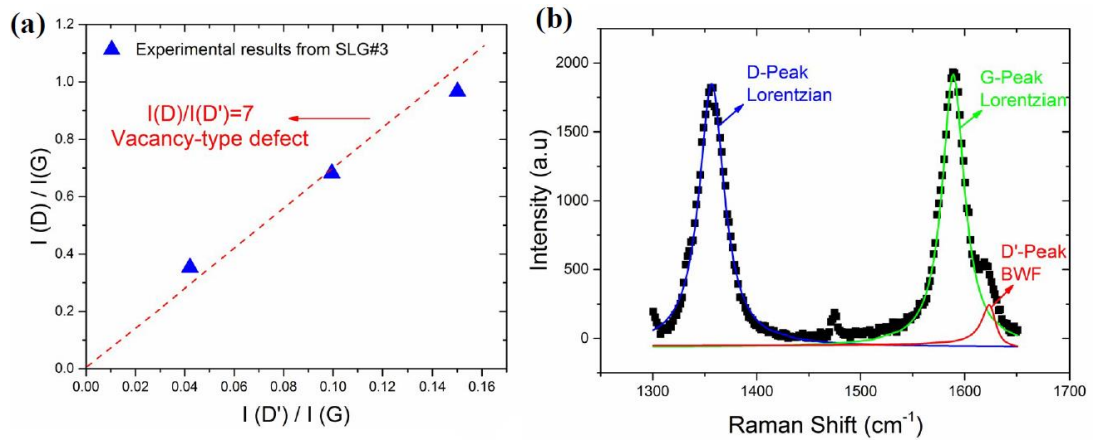 (a)
Experimental results from SLG#3
I(D)/I(D')=7
Vacancy-type defect
I (D) / I(G)
1.2
1.0
0.8
0.6
0.4
0.2
0.0
0.00 0.02 0.04 0.06 0.08 0.10 0.12 0.14 0.16
I (D') / I (G)
(b)
D-Peak
Lorentzian
G-Peak
Lorentzian
D'-Peak
BWF
Intensity (a.u)
2000
1500
1000
500
0
1300 1400 1500 1600 1700
Raman Shift (cm⁻¹)